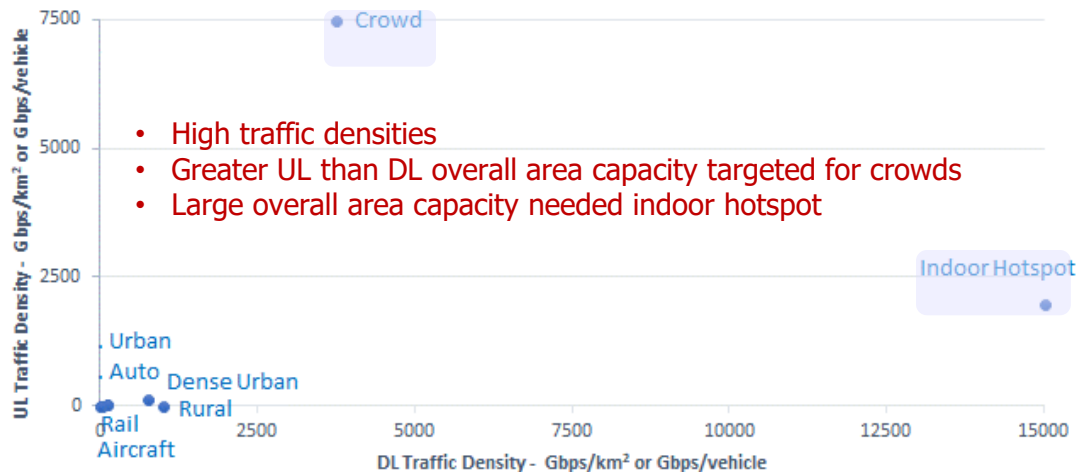 7500
Crowd
• High traffic densities
5000
• Greater UL than DL overall area capacity targeted for crowds
• Large overall area capacity needed indoor hotspot
2500
Indoor Hotspot
Urban
Auto
Dense Urban
Rural
Rail
Aircraft
0
0
2500
5000
7500
10000
12500
15000
UL Traffic Density - Gbps/km² or Gbps/vehicle
DL Traffic Density - Gbps/km² or Gbps/vehicle